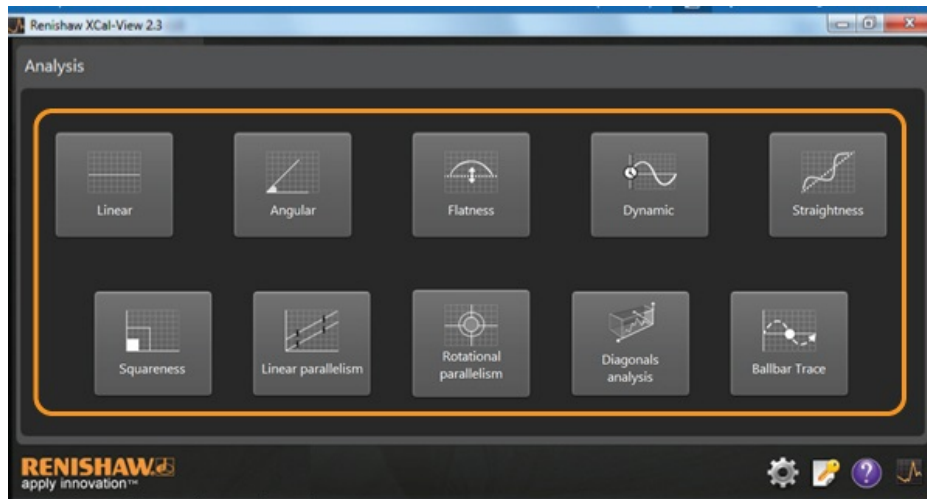 Renishaw XCal-View 2.3
Analysis
Linear
Angular
Flatness
Dynamic
Straightness
Squareness
Linear parallelism
Rotational
parallelism
Diagonals
analysis
Ballbar Trace
RENISHAW
apply innovation™
?